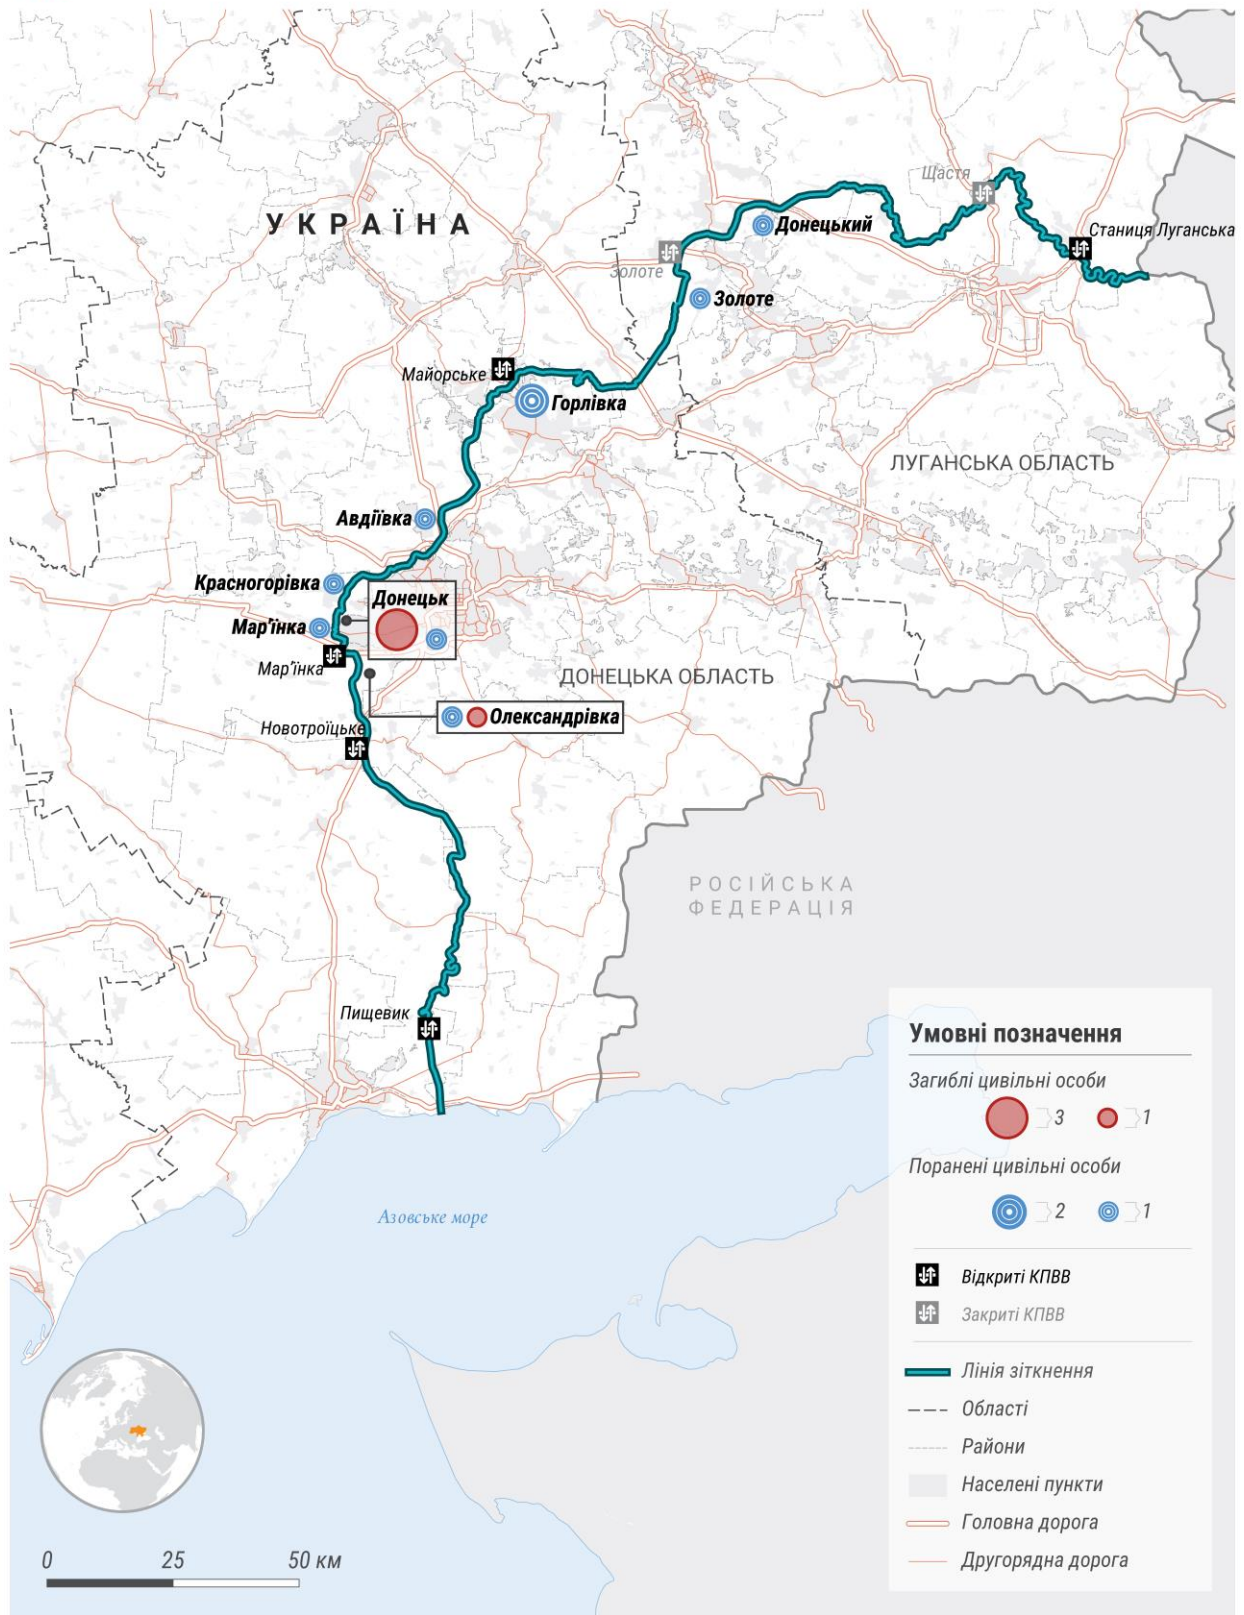 Щастя
УКРАЇНА
Донецький
Станиця Луганська
Золоте
Золоте
Майорське
Горлівка
ЛУГАНСЬКА ОБЛАСТЬ
Авдіївка
Красногорівка
Донецьк
Мар'їнка
Мар'їнка
ДОНЕЦЬКА ОБЛАСТЬ
Олександрівка
Новотроїцьке
РОСІЙСЬКА
ФЕДЕРАЦІЯ
Пищевик
Азовське море
Умовні позначення
Загиблі цивільні особи
3 1
Поранені цивільні особи
2 1
Відкриті КПВВ
Закриті КПВВ
Лінія зіткнення
Області
Райони
Населені пункти
Головна дорога
Другорядна дорога
0 25 50 км